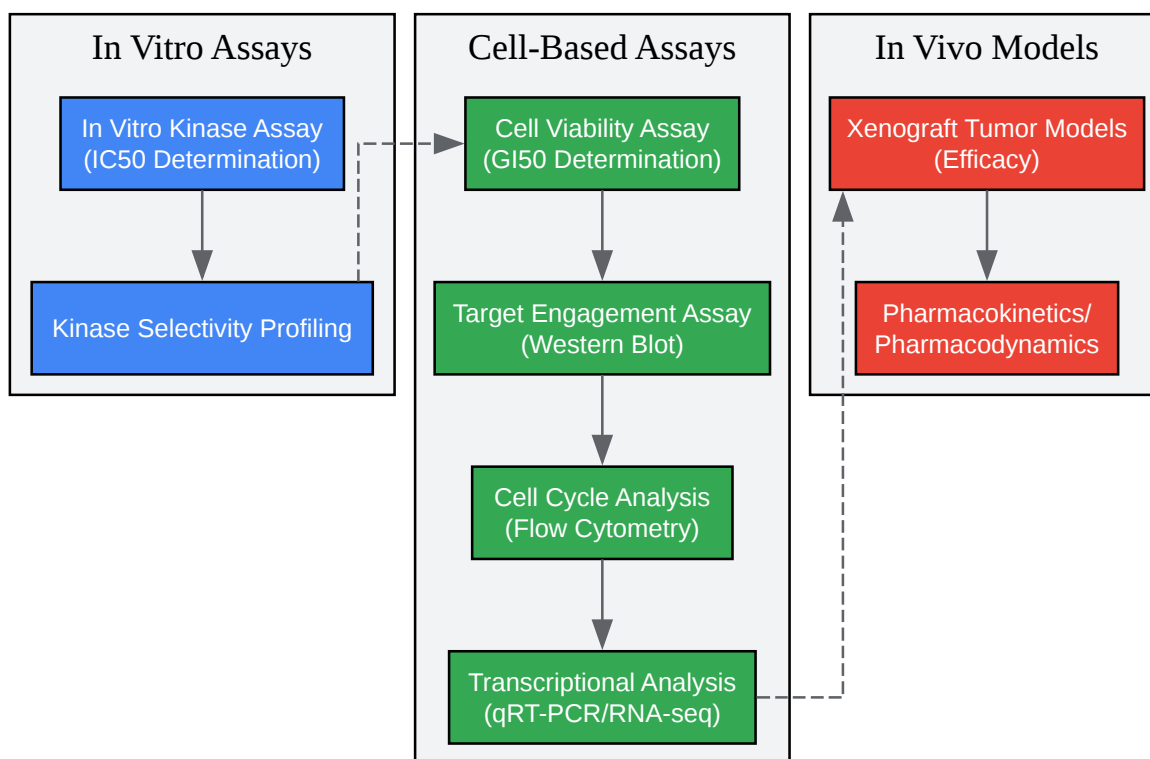 In Vitro Assays
In Vitro Kinase Assay
(IC50 Determination)
Kinase Selectivity Profiling
Cell-Based Assays
Cell Viability Assay
(GI50 Determination)
Target Engagement Assay
(Western Blot)
Cell Cycle Analysis
(Flow Cytometry)
Transcriptional Analysis
(qRT-PCR/RNA-seq)
In Vivo Models
Xenograft Tumor Models
(Efficacy)
Pharmacokinetics/
Pharmacodynamics